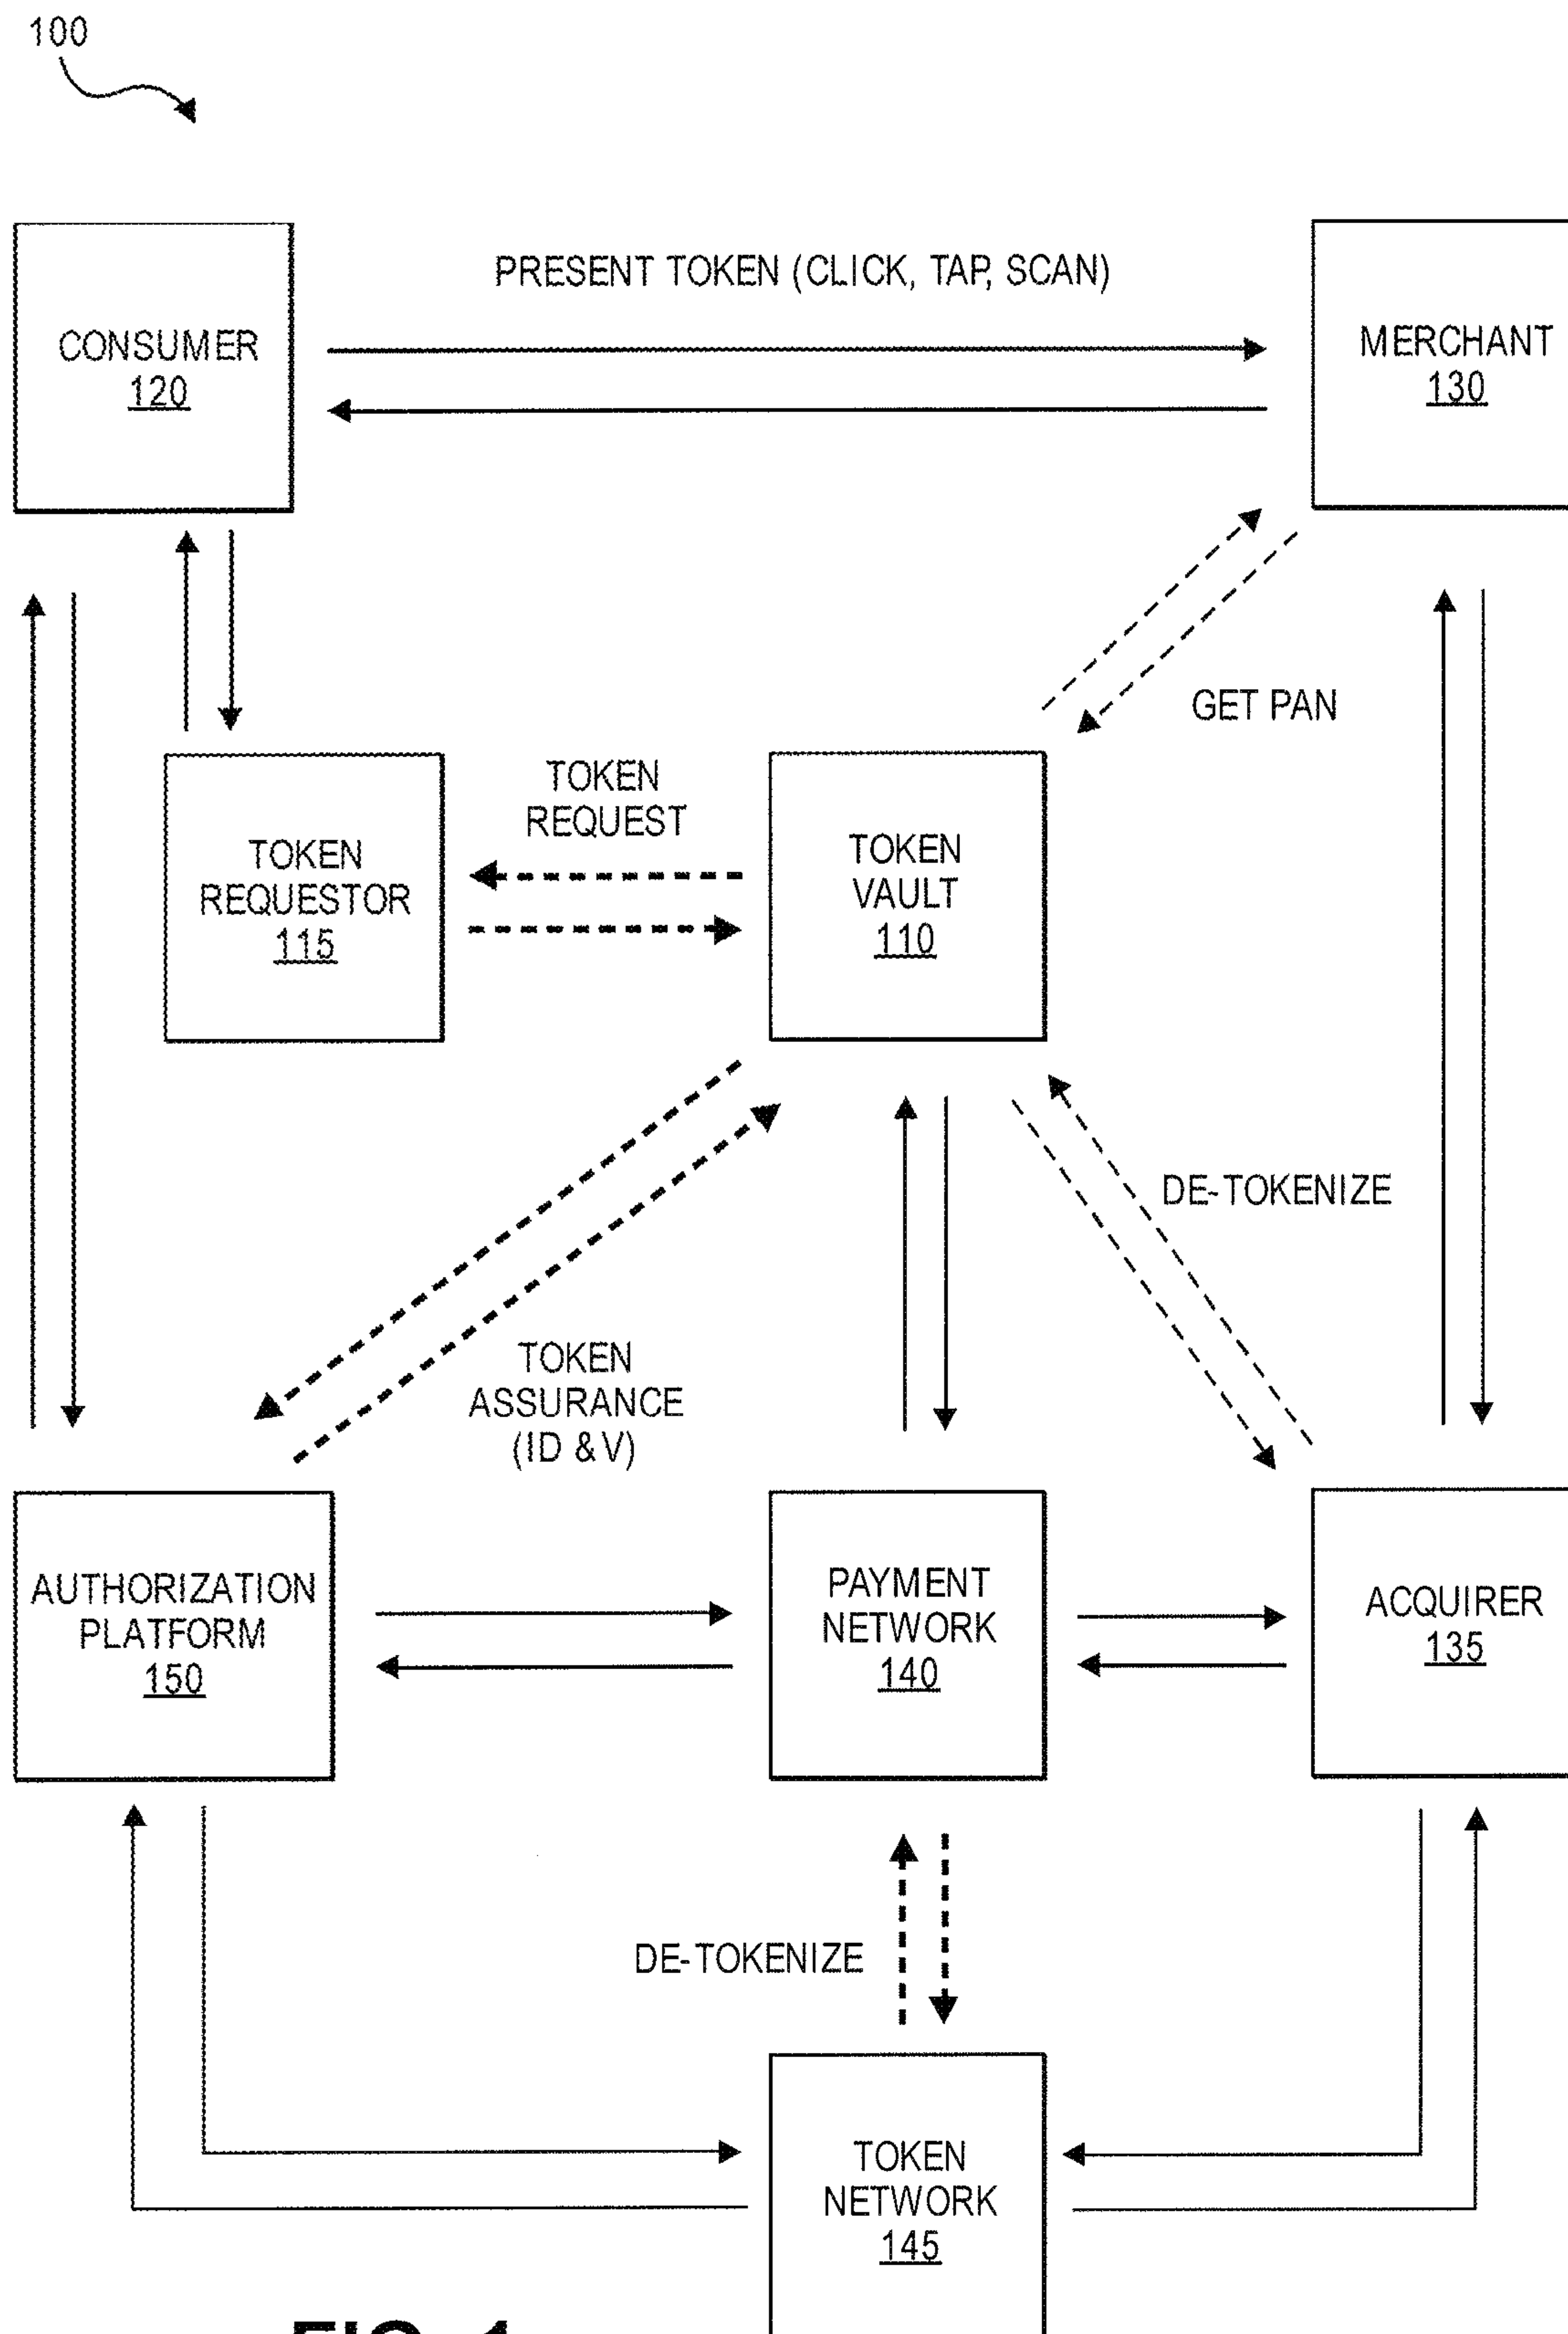 100
PRESENT TOKEN (CLICK, TAP, SCAN)
CONSUMER
120
MERCHANT
130
GET PAN
TOKEN
REQUEST
TOKEN
REQUESTOR
115
TOKEN
VAULT
110
DE-TOKENIZE
TOKEN
ASSURANCE
(ID &V)
AUTHORIZATION
PLATFORM
150
PAYMENT
NETWORK
140
ACQUIRER
135
DE-TOKENIZE
TOKEN
NETWORK
145
FIG. 1